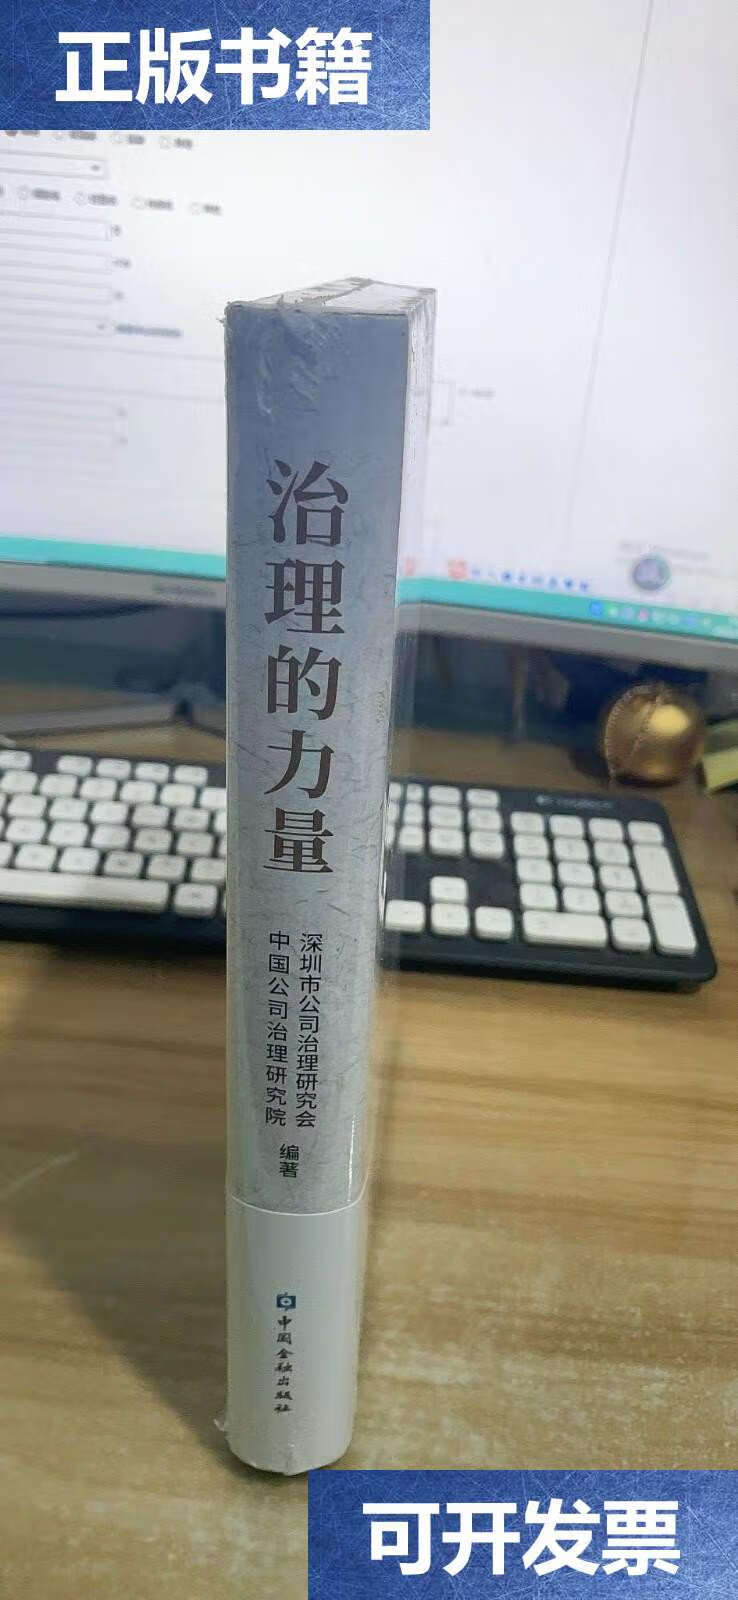 正版书籍
治理的力量
深圳市公司治理研究会
中国公司治理研究院
编著
中国金融出版社
可开发票